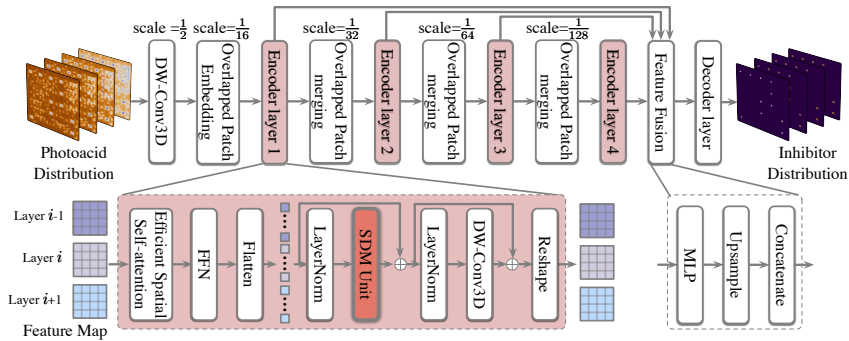 scale =1/2
scale=1/16
scale=1/32
scale=1/64
scale=1/128
DW-Conv3D
Overlapped Patch
Embedding
Encoder layer 1
Overlapped Patch
merging
Encoder layer 2
Overlapped Patch
merging
Encoder layer 3
Overlapped Patch
merging
Encoder layer 4
Feature Fusion
Decoder layer
Photoacid
Distribution
Inhibitor
Distribution
Layer i-1
Layer i
Layer i+1
Feature Map
Efficient Spatial
Self-attention
FFN
Flatten
LayerNorm
SDM Unit
LayerNorm
DW-Conv3D
Reshape
MLP
Upsample
Concatenate